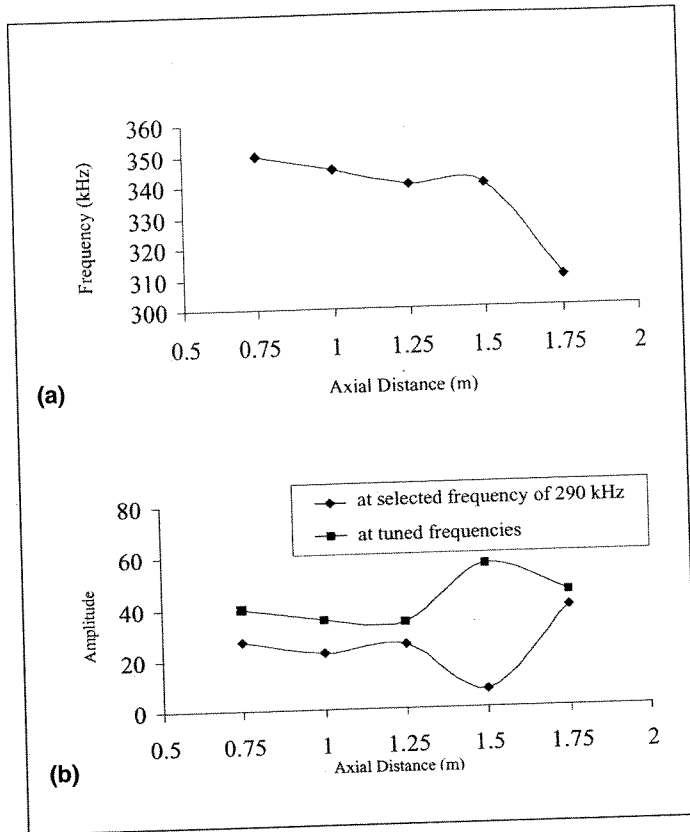 360
350
340
330
320
310
300
Frequency (kHz)
0.5 0.75 1 1.25 1.5 1.75 2
Axial Distance (m)
(a)
at selected frequency of 290 kHz
at tuned frequencies
80
60
40
20
0
Amplitude
0.5 0.75 1 1.25 1.5 1.75 2
Axial Distance (m)
(b)